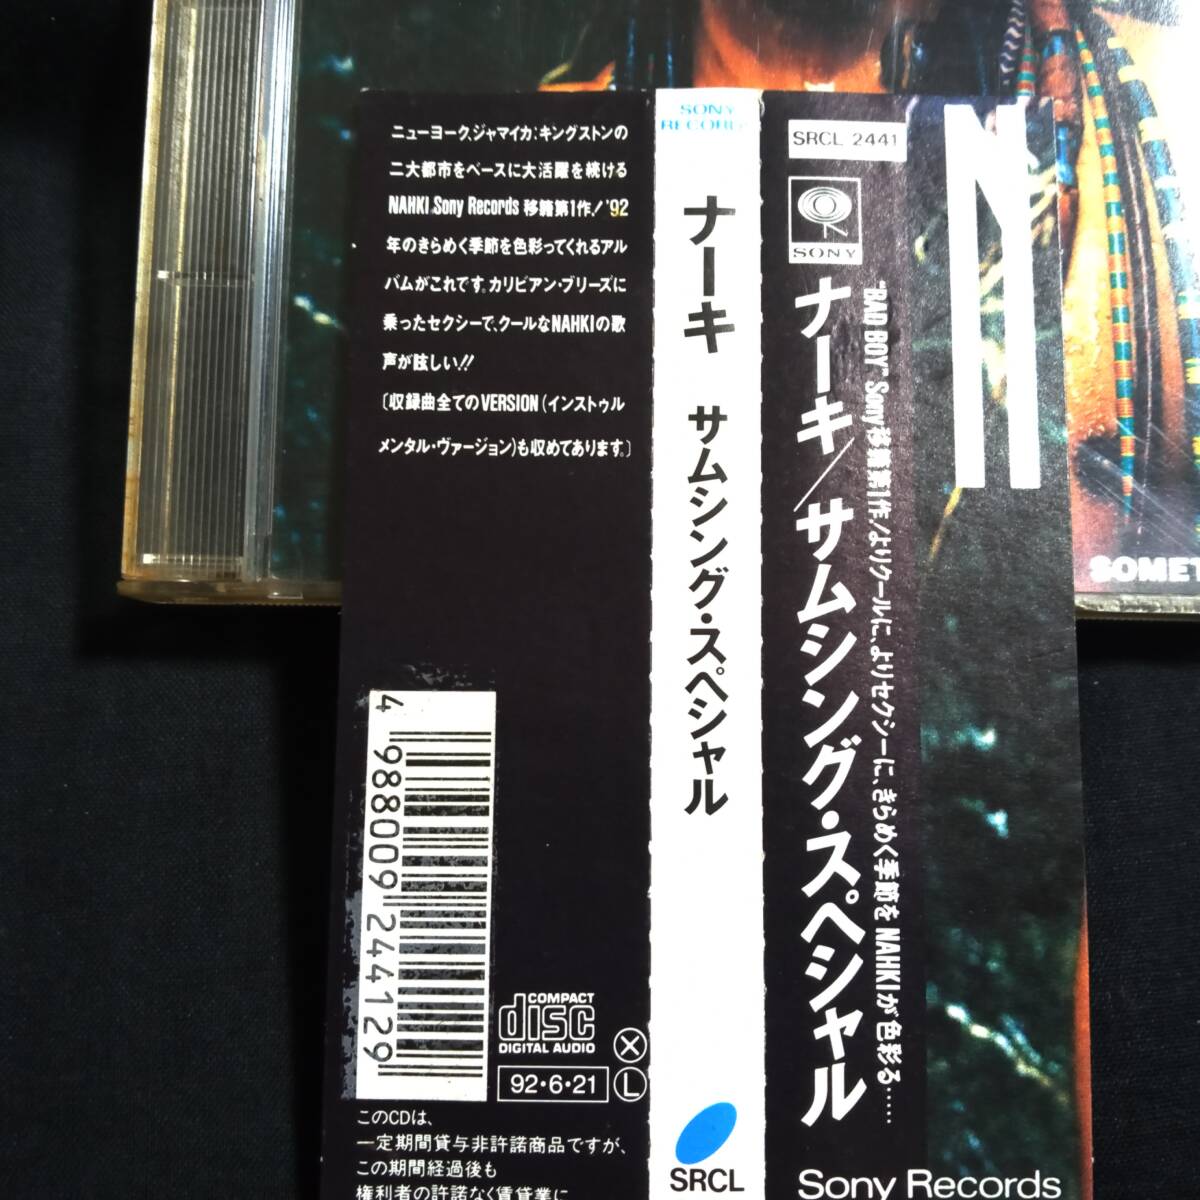 ニューヨーク、ジャマイカ:キングストンの
二大都市をベースに大活躍を続ける
NAHKI.Sony Records 移籍第1作!'92
年のきらめく季節を色彩ってくれるアル
バムがこれです。カリビアン・ブリーズに
乗ったセクシーで、クールなNAHKIの歌
声が眩しい!!
〔収録曲全てのVERSION(インストゥル
メンタル・ヴァージョン)も収めてあります。〕
4 988009 244129
COMPACT
disc
DIGITAL AUDIO
92・6・21
X
L
このCDは、
一定期間貸与非許諾商品ですが、
この期間経過後も
権利者の許諾なく賃貸業に
SONY
RECORDS
ナーキ サムシング・スペシャル
SRCL
SRCL 2441
SONY
ナーキ/サムシング・スペシャル
"BAD BOY" Sony移籍第1作!よりクールに、よりセクシーに、きらめく季節をNAHKIが色彩る.....
Sony Records
N
SOMET